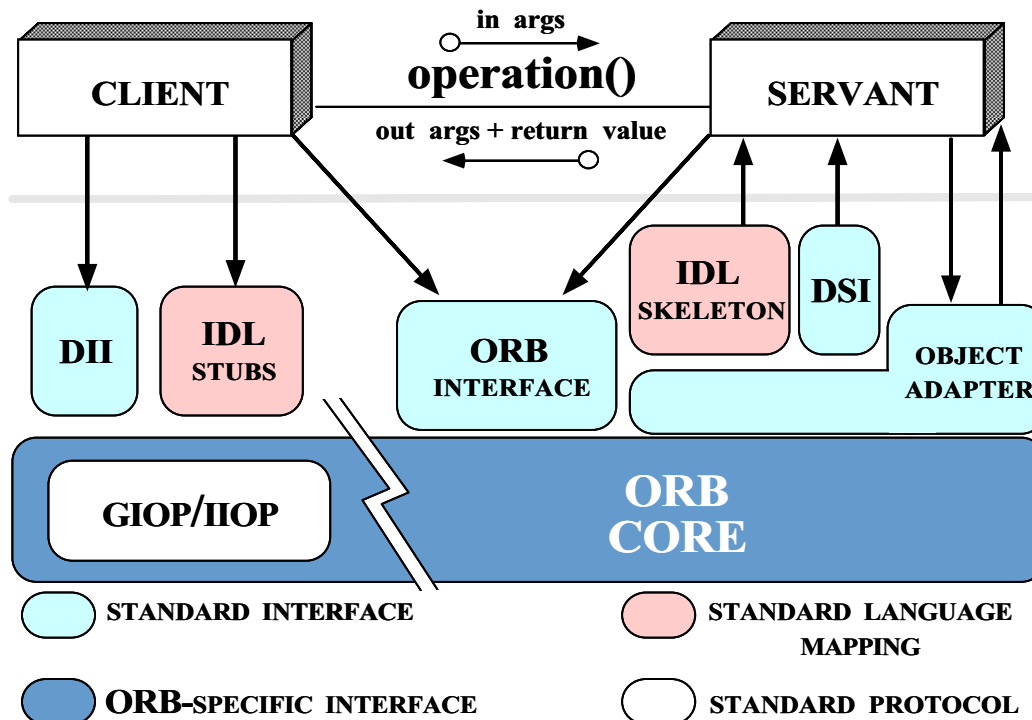 in args
operation()
CLIENT
SERVANT
out args + return value
IDL
SKELETON
DSI
DII
IDL
STUBS
ORB
INTERFACE
OBJECT
ADAPTER
GIOP/IIOP
ORB
CORE
STANDARD INTERFACE
STANDARD LANGUAGE
MAPPING
ORB-SPECIFIC INTERFACE
STANDARD PROTOCOL